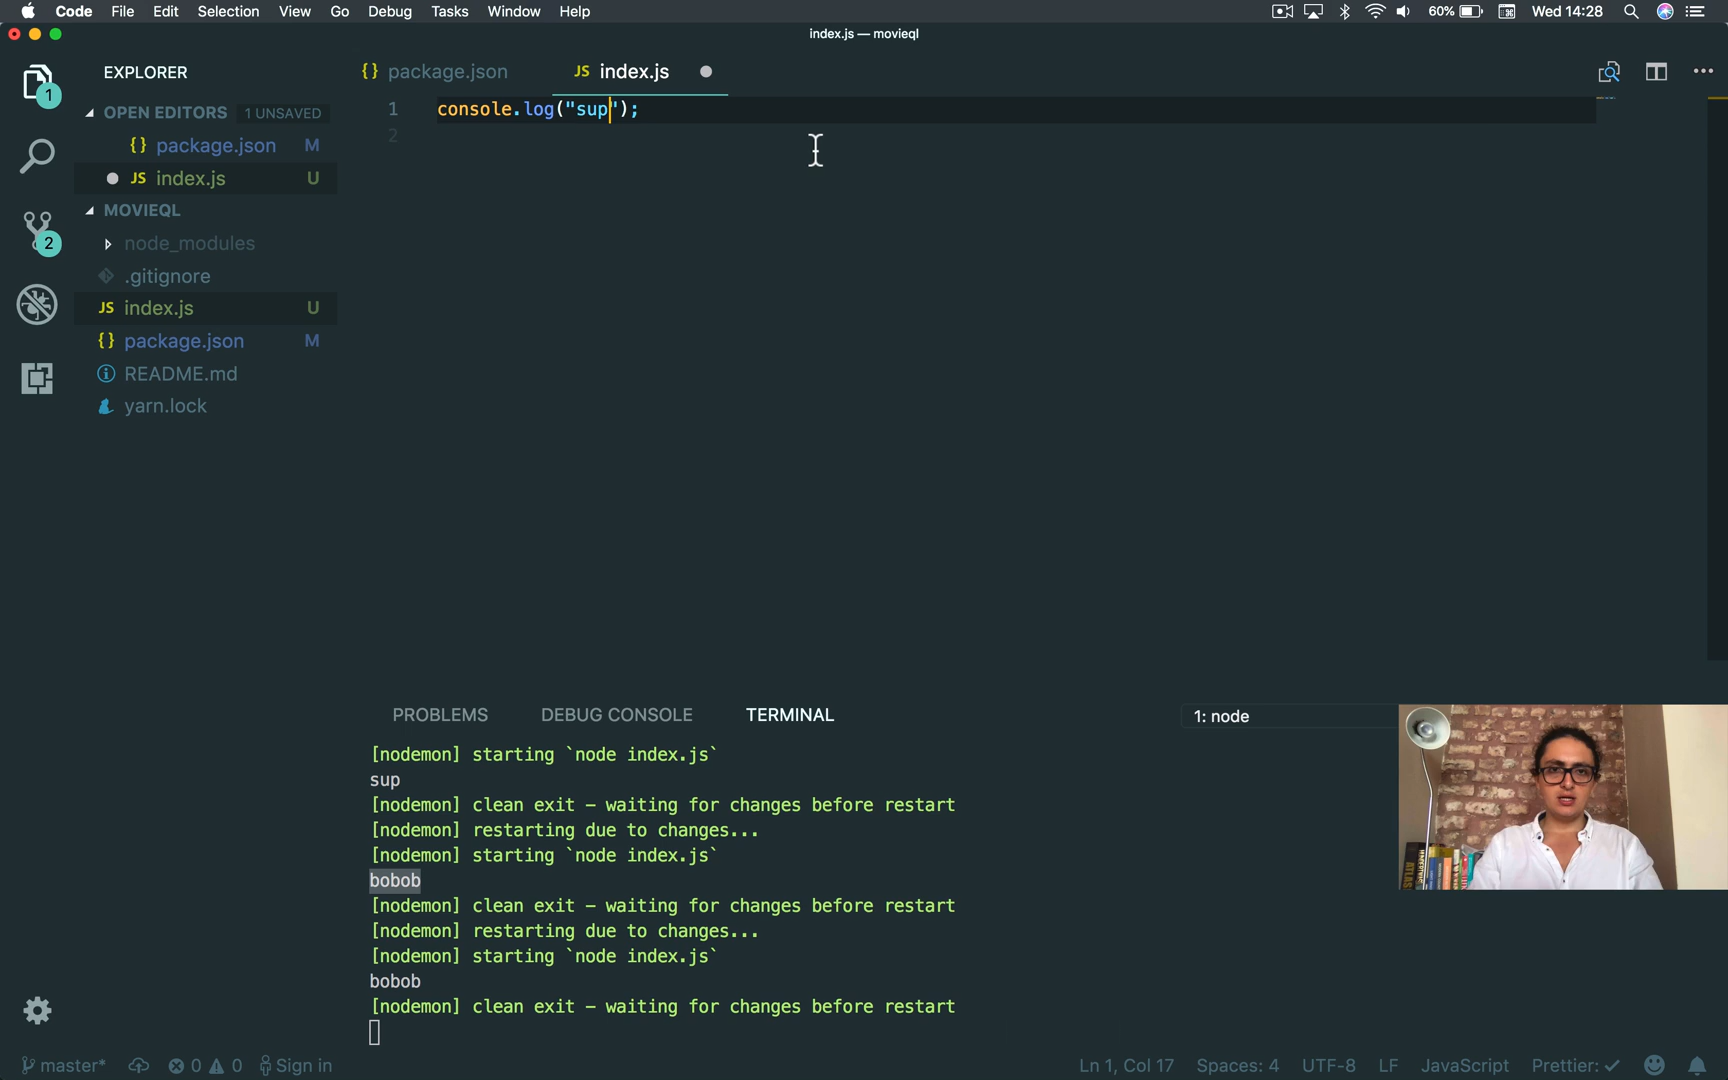 Code File Edit Selection View Go Debug Tasks Window Help 60% Wed 14:28
index.js — movieql
EXPLORER
{} package.json JS index.js
1
OPEN EDITORS 1 UNSAVED
{} package.json M
JS index.js U
MOVIEQL
2
node_modules
.gitignore
JS index.js U
{} package.json M
README.md
yarn.lock
1 console.log("sup");
2
PROBLEMS DEBUG CONSOLE TERMINAL 1: node
[nodemon] starting `node index.js`
sup
[nodemon] clean exit – waiting for changes before restart
[nodemon] restarting due to changes...
[nodemon] starting `node index.js`
bobob
[nodemon] clean exit – waiting for changes before restart
[nodemon] restarting due to changes...
[nodemon] starting `node index.js`
bobob
[nodemon] clean exit – waiting for changes before restart
ATLAS
master* 0 0 Sign in Ln 1, Col 17 Spaces: 4 UTF-8 LF JavaScript Prettier: ✓